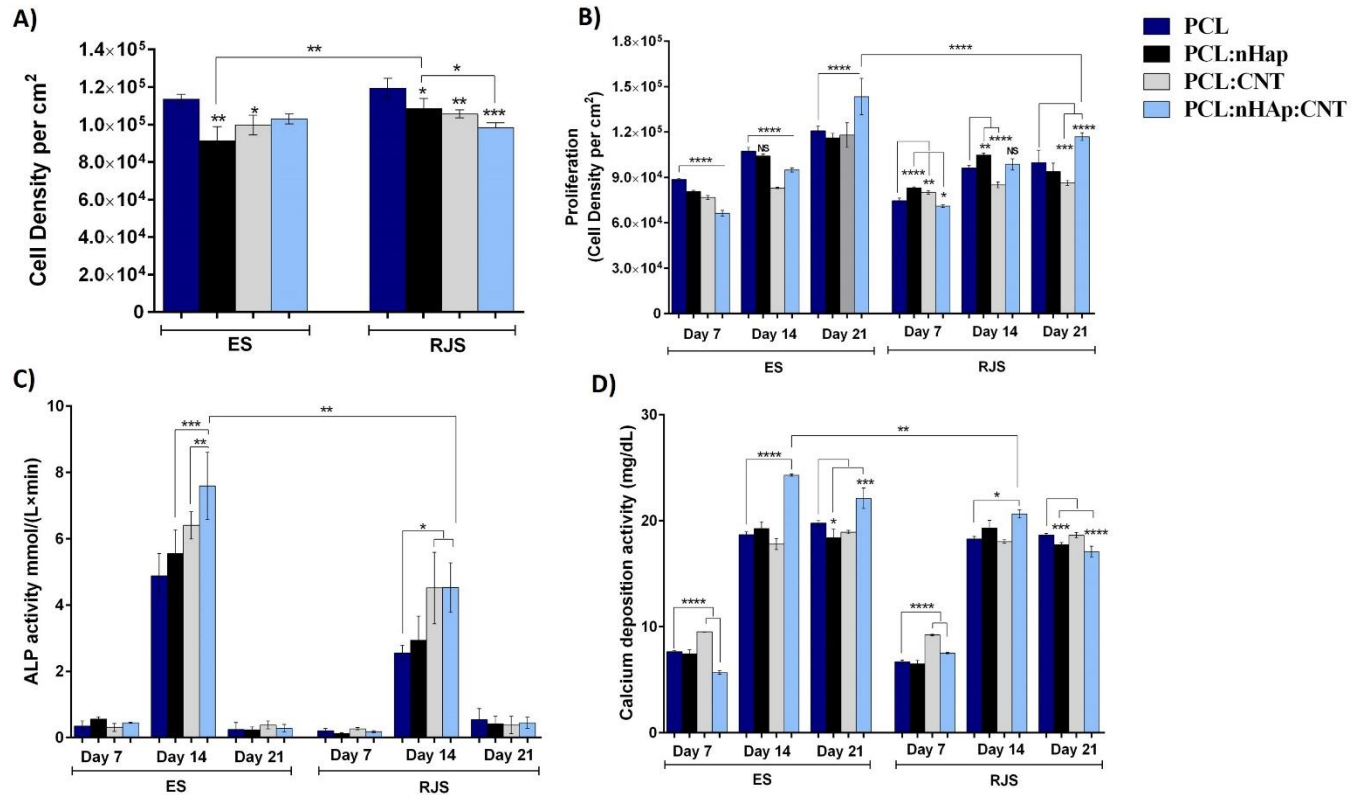 A)
Cell Density per cm²
1.4×10⁵
1.2×10⁵
1.0×10⁵
8.0×10⁴
6.0×10⁴
4.0×10⁴
2.0×10⁴
0
**
*
**
*
*
**
***
ES
RJS
B)
Proliferation
(Cell Density per cm²)
1.8×10⁵
1.5×10⁵
1.2×10⁵
9.0×10⁴
6.0×10⁴
3.0×10⁴
0
****
****
****
****
NS
****
**
*
****
**
NS
****
***
Day 7
Day 14
Day 21
Day 7
Day 14
Day 21
ES
RJS
PCL
PCL:nHap
PCL:CNT
PCL:nHAp:CNT
C)
ALP activity mmol/(L×min)
10
8
6
4
2
0
**
***
**
*
Day 7
Day 14
Day 21
Day 7
Day 14
Day 21
ES
RJS
D)
Calcium deposition activity (mg/dL)
30
20
10
0
**
****
***
*
*
***
****
****
****
Day 7
Day 14
Day 21
Day 7
Day 14
Day 21
ES
RJS